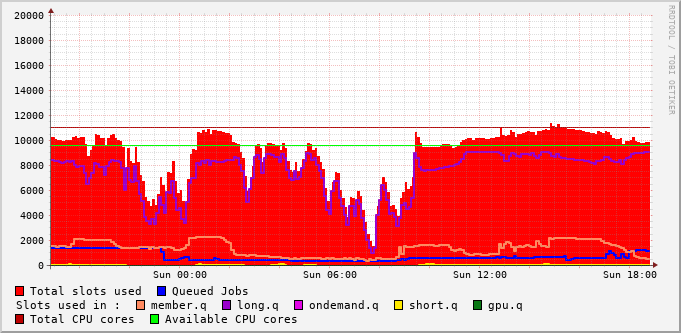 20000
18000
16000
14000
12000
10000
8000
6000
4000
2000
0
Sun 00:00 Sun 06:00 Sun 12:00 Sun 18:00
Total slots used Queued Jobs
Slots used in : member.q long.q ondemand.q short.q gpu.q
Total CPU cores Available CPU cores
RRDTOOL / TOBI OETIKER